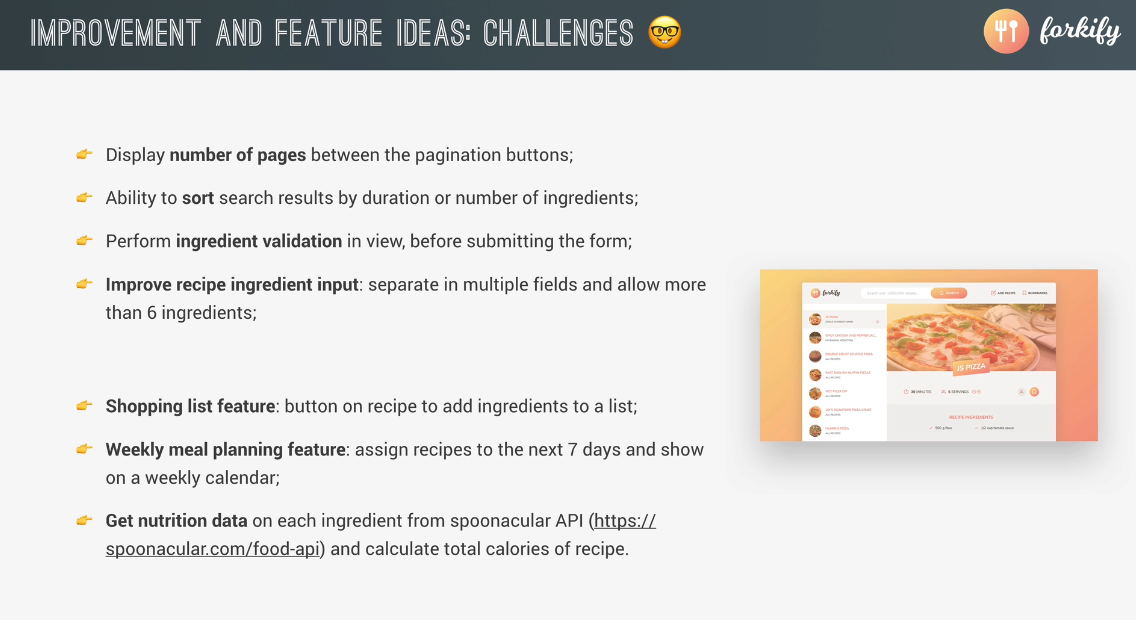 IMPROVEMENT AND FEATURE IDEAS: CHALLENGES 🤓
forkify
👉 Display number of pages between the pagination buttons;
👉 Ability to sort search results by duration or number of ingredients;
👉 Perform ingredient validation in view, before submitting the form;
👉 Improve recipe ingredient input: separate in multiple fields and allow more
than 6 ingredients;
👉 Shopping list feature: button on recipe to add ingredients to a list;
👉 Weekly meal planning feature: assign recipes to the next 7 days and show
on a weekly calendar;
👉 Get nutrition data on each ingredient from spoonacular API (https://
spoonacular.com/food-api) and calculate total calories of recipe.
forkify
SEARCH
ADD RECIPE
BOOKMARKS
IS PIZZA
RECIPE INGREDIENTS